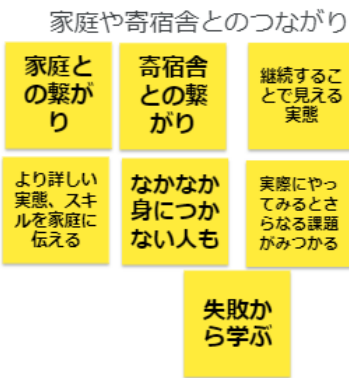 家庭や寄宿舎とのつながり
家庭と
の繋が
り
寄宿舎
との繋
がり
継続するこ
とで見える
実態
より詳しい
実態、スキ
ルを家庭に
伝える
なかなか
身につか
ない人も
実際にやっ
てみるとさ
らなる課題
がみつかる
失敗か
ら学ぶ